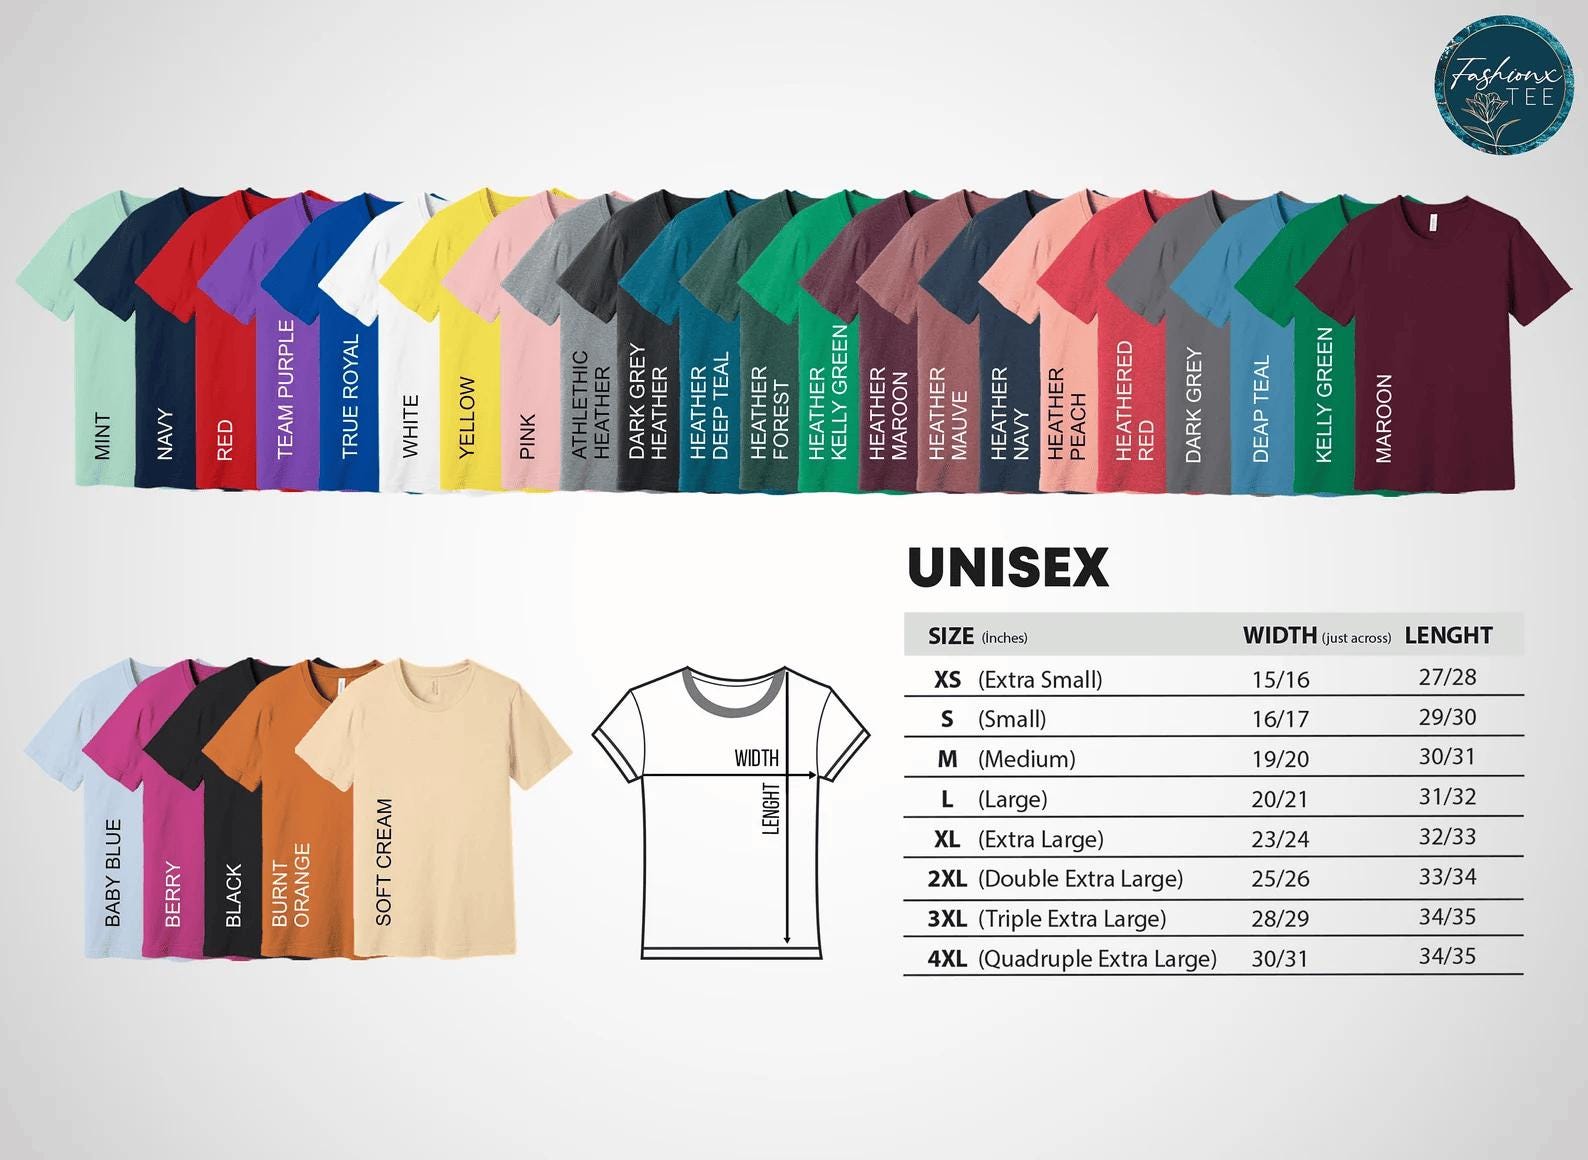 Fashionx
TEE
MINT
NAVY
RED
TEAM PURPLE
TRUE ROYAL
WHITE
YELLOW
PINK
ATHLETHIC
HEATHER
DARK GREY
HEATHER
HEATHER
DEEP TEAL
HEATHER
FOREST
HEATHER
KELLY GREEN
HEATHER
MAROON
HEATHER
MAUVE
HEATHER
NAVY
HEATHER
PEACH
HEATHERED
RED
DARK GREY
DEAP TEAL
KELLY GREEN
MAROON
BABY BLUE
BERRY
BLACK
BURNT
ORANGE
SOFT CREAM
WIDTH
LENGHT
UNISEX
SIZE (inches) WIDTH (just across) LENGHT
XS (Extra Small) 15/16 27/28
S (Small) 16/17 29/30
M (Medium) 19/20 30/31
L (Large) 20/21 31/32
XL (Extra Large) 23/24 32/33
2XL (Double Extra Large) 25/26 33/34
3XL (Triple Extra Large) 28/29 34/35
4XL (Quadruple Extra Large) 30/31 34/35